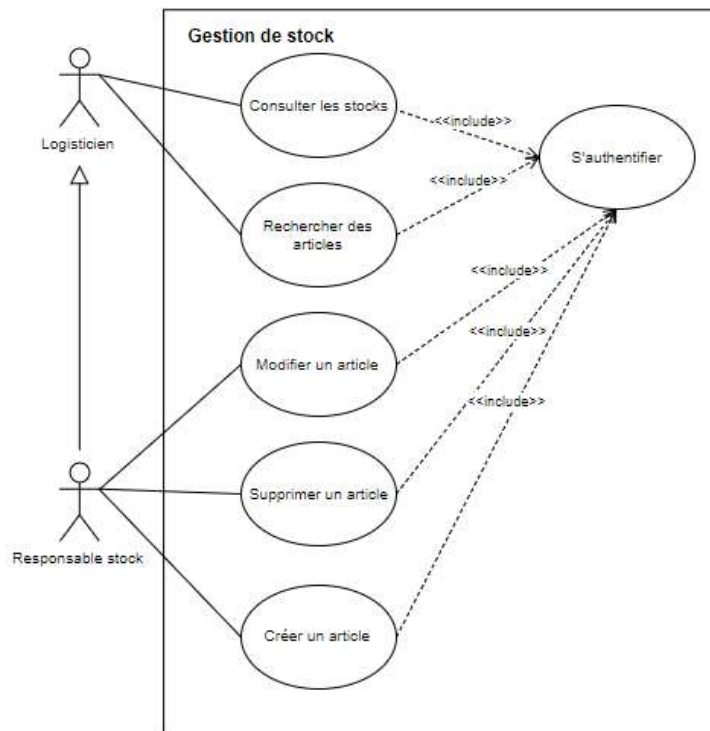 Gestion de stock
Consulter les stocks
<<include>>
S'authentifier
Logisticien
<<include>>
Rechercher des
articles
<<include>>
<<include>>
Modifier un article
<<include>>
Supprimer un article
Responsable stock
Créer un article